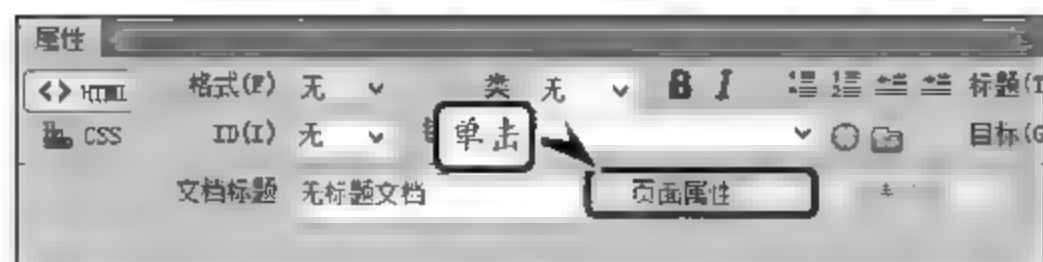 属性
<> HTML 格式(F) 无 类 无 B I 标题(T
CSS ID(I) 无 单击 目标(G
文档标题 无标题文档 页面属性